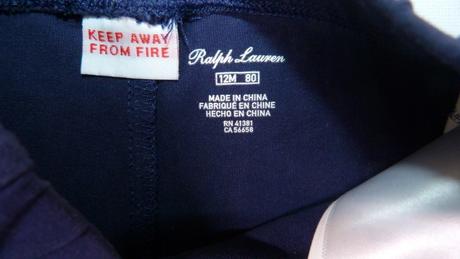 KEEP AWAY
FROM FIRE
Ralph Lauren
12M 80
MADE IN CHINA
FABRIQUÉ EN CHINE
HECHO EN CHINA
RN 41381
CA 56658